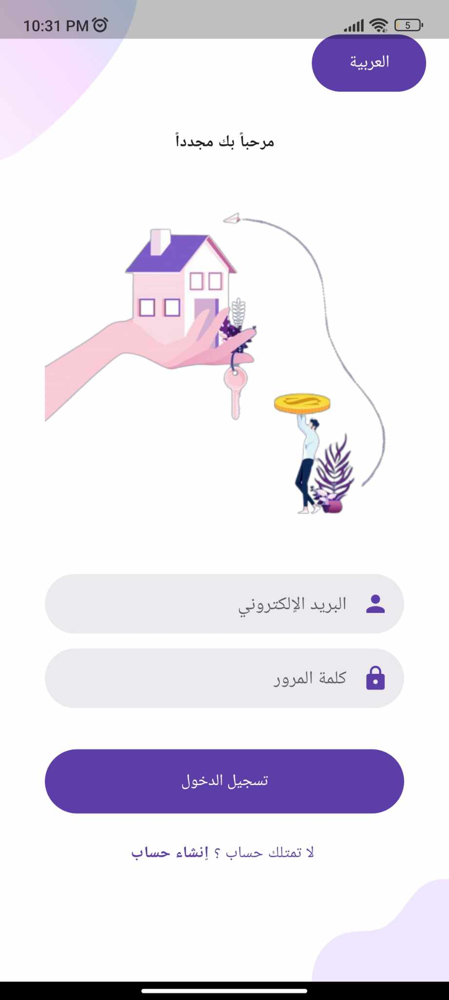 10:31 PM
5
العربية
مرحباً بك مجدداً
البريد الإلكتروني
كلمة المرور
تسجيل الدخول
لا تمتلك حساب ؟ إنشاء حساب